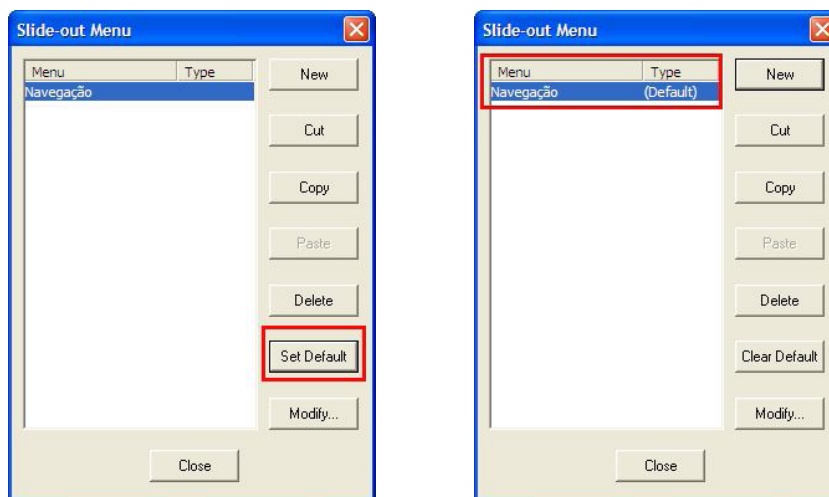 Slide-out Menu
Menu Type
Navegação
New
Cut
Copy
Paste
Delete
Set Default
Modify...
Close
Slide-out Menu
Menu Type
Navegação (Default)
New
Cut
Copy
Paste
Delete
Clear Default
Modify...
Close